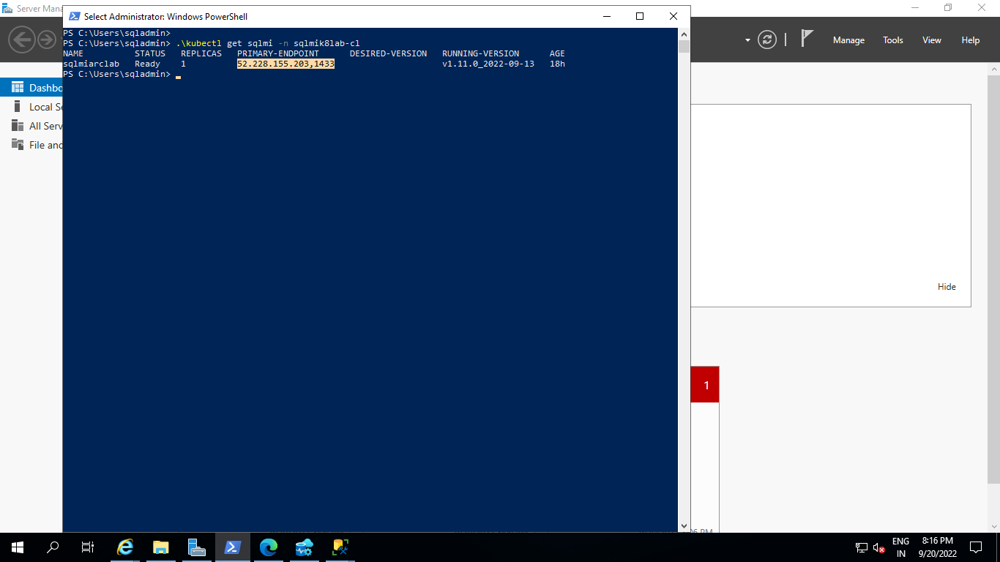 Server Mana
Select Administrator: Windows PowerShell
Manage Tools View Help
PS C:\Users\sqladmin>
PS C:\Users\sqladmin> .\kubectl get sqlmi -n sqlmik8lab-cl
NAME STATUS REPLICAS PRIMARY-ENDPOINT DESIRED-VERSION RUNNING-VERSION AGE
sqlmiarclab Ready 1 52.228.155.203,1433 v1.11.0_2022-09-13 18h
PS C:\Users\sqladmin>
Dashbo
Local Se
All Serv
File and
Hide
1
06 PM
ENG
IN
8:16 PM
9/20/2022